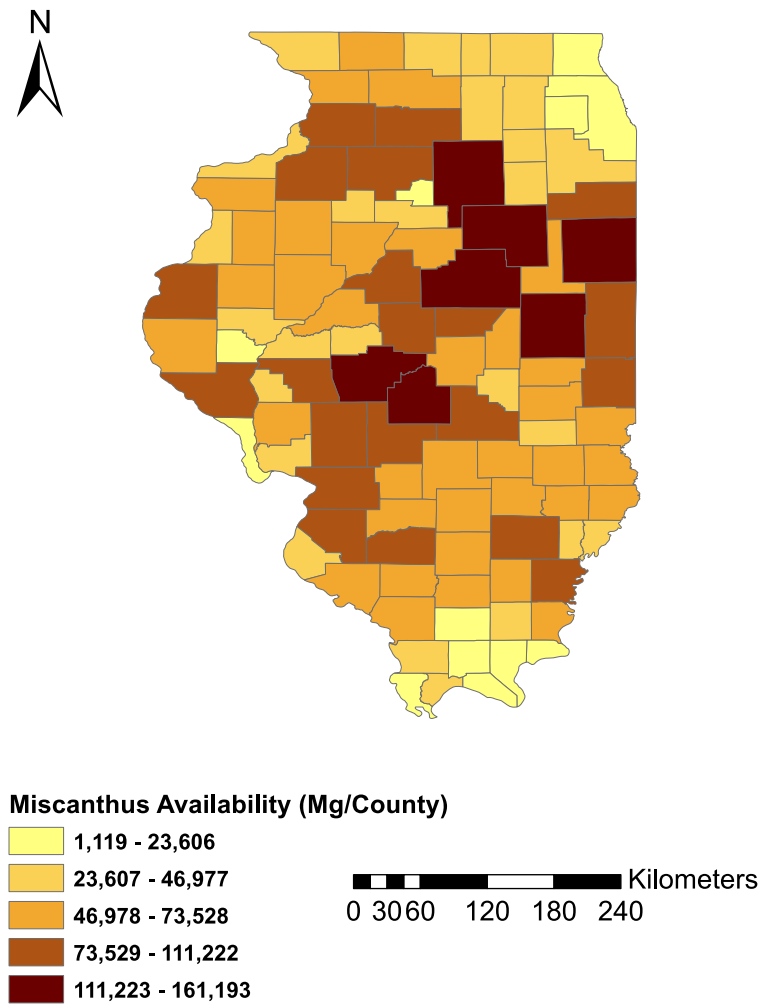 N
Miscanthus Availability (Mg/County)
1,119 - 23,606
23,607 - 46,977
46,978 - 73,528
73,529 - 111,222
111,223 - 161,193
Kilometers
0 30 60 120 180 240